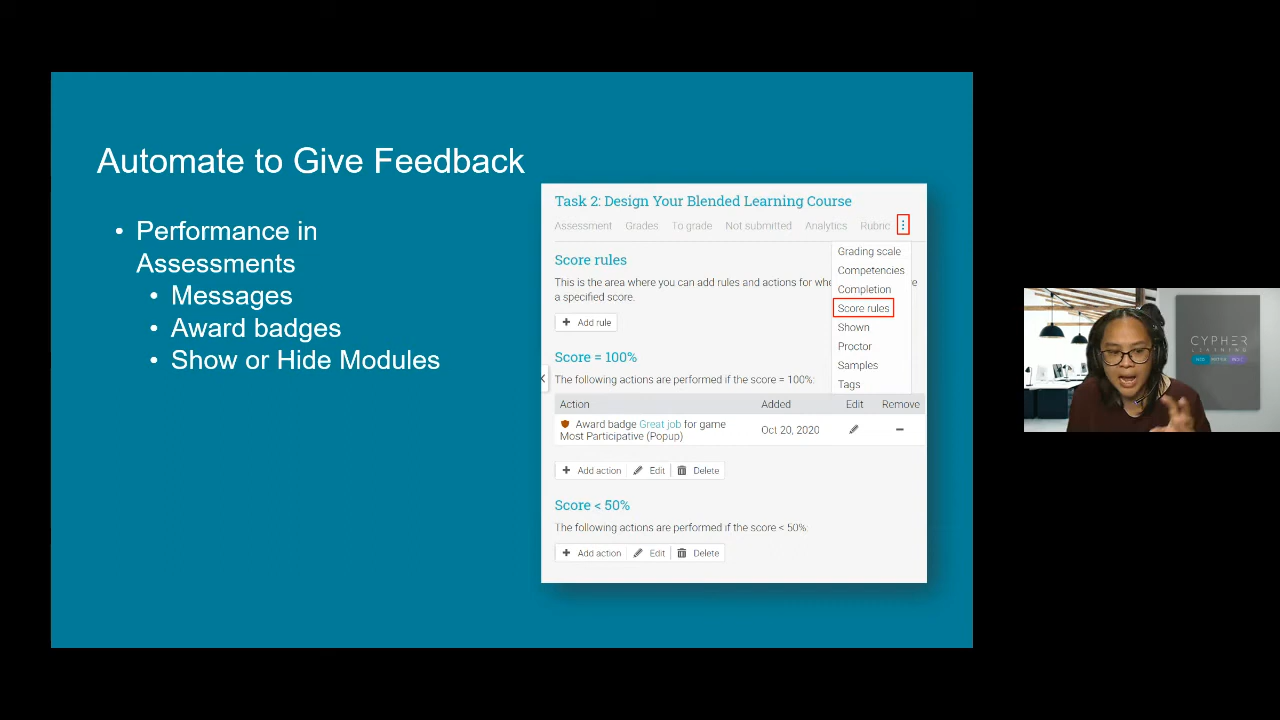 Automate to Give Feedback
• Performance in
Assessments
• Messages
• Award badges
• Show or Hide Modules
Task 2: Design Your Blended Learning Course
Assessment Grades To grade Not submitted Analytics Rubric
Grading scale
Competencies
Completion
Score rules
Shown
Proctor
Samples
Tags
Score rules
This is the area where you can add rules and actions for
a specified score.
Add rule
Score = 100%
The following actions are performed if the score = 100%:
Action Added Edit Remove
Award badge Great job for game
Most Participative (Popup)
Oct 20, 2020
Add action Edit Delete
Score < 50%
The following actions are performed if the score < 50%:
Add action Edit Delete
CYPHER
LEARNING